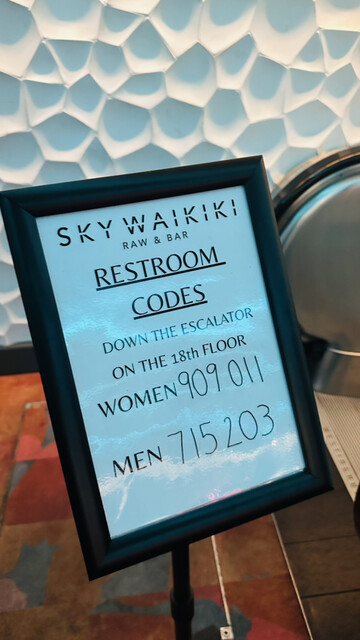 SKY WAIKIKI
RAW & BAR
RESTROOM
CODES
DOWN THE ESCALATOR
ON THE 18th FLOOR
WOMEN 909 011
MEN 715 203